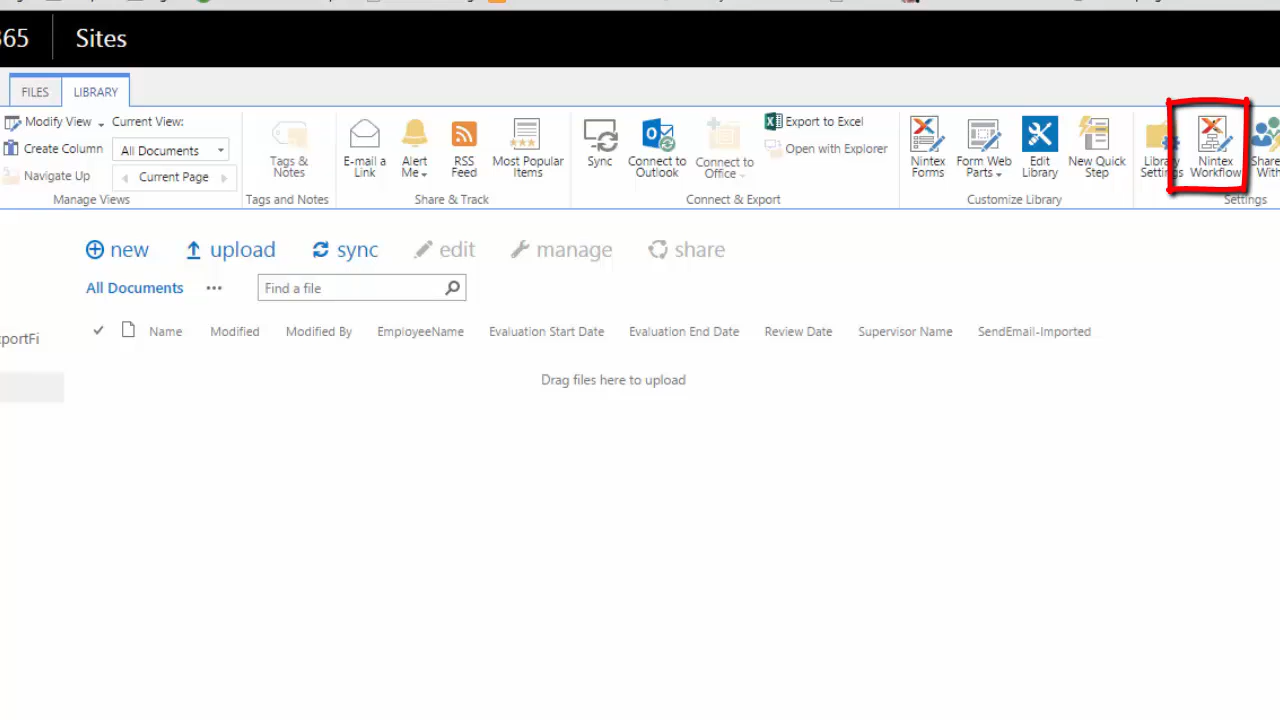 365 Sites
FILES LIBRARY
Modify View Current View:
Create Column All Documents
Navigate Up Current Page
Manage Views
Tags & Notes
Tags and Notes
E-mail a Link
Alert Me
RSS Feed
Most Popular Items
Share & Track
Sync
Connect to Outlook
Connect to Office
Export to Excel
Open with Explorer
Connect & Export
Nintex Forms
Form Web Parts
Edit Library
New Quick Step
Customize Library
Library Settings
Nintex Workflow
Share With
Settings
new upload sync edit manage share
All Documents ••• Find a file
Name Modified Modified By EmployeeName Evaluation Start Date Evaluation End Date Review Date Supervisor Name SendEmail-Imported
portFi
Drag files here to upload